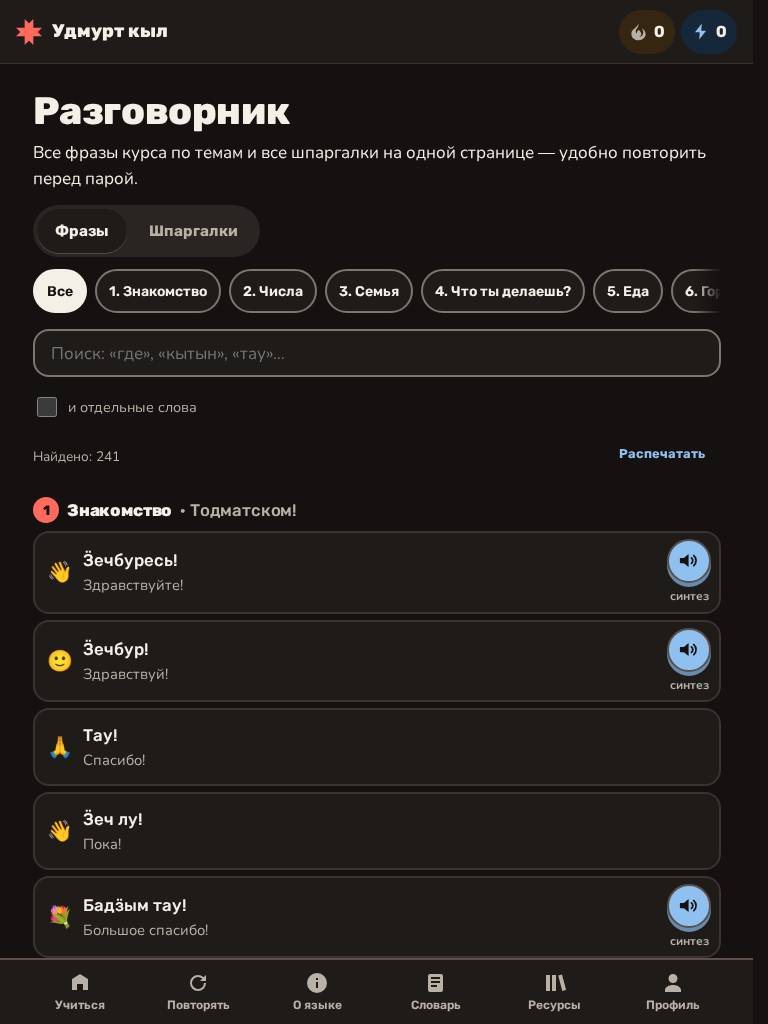 Удмурт кыл
0
0
Разговорник
Все фразы курса по темам и все шпаргалки на одной странице — удобно повторить
перед парой.
Фразы
Шпаргалки
Все
1. Знакомство
2. Числа
3. Семья
4. Что ты делаешь?
5. Еда
6. Гор
Поиск: «где», «кытын», «тау»...
и отдельные слова
Найдено: 241
Распечатать
1 Знакомство • Тодматском!
Ӟечбуресь!
Здравствуйте!
синтез
Ӟечбур!
Здравствуй!
синтез
Тау!
Спасибо!
Ӟеч лу!
Пока!
Бадӟым тау!
Большое спасибо!
синтез
Учиться
Повторять
О языке
Словарь
Ресурсы
Профиль